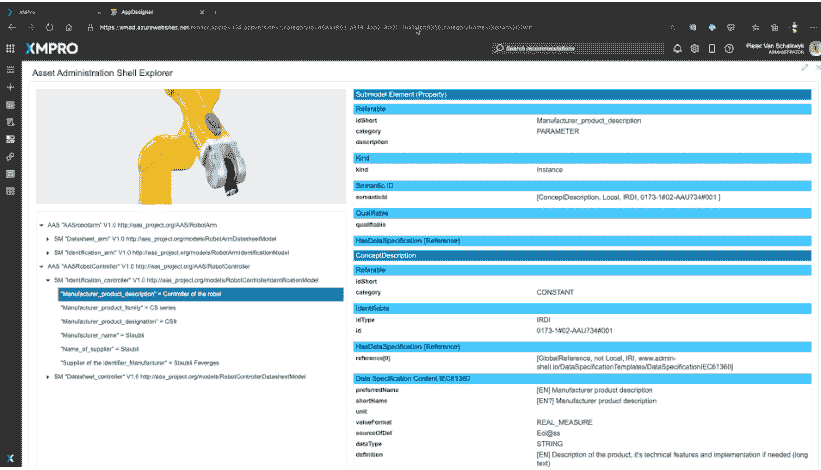 XMPro
AppDesigner
XMPRO
Search recommendations
Pieter Van Schalkwyk
ADMINISTRATOR
Asset Administration Shell Explorer
AAS "AASrobotarm" V1.0 http://aas_project.org/AAS/RobotArm
SM "Datasheet_arm" V1.0 http://aas_project.org/models/RobotArmDatasheetModel
SM "Identification_arm" V1.0 http://aas_project.org/models/RobotArmIdentificationModel
AAS "AASRobotController" V1.0 http://aas_project.org/AAS/RobotController
SM "Identification_controller" V1.0 http://aas_project.org/models/RobotControllerIdentificationModel
"Manufacturer_product_description" = Controller of the robot
"Manufacturer_product_family" = CS series
"Manufacturer_product_designation" = CS9
"Manufacturer_name" = Staubli
"Name_of_supplier" = Staubli
"Supplier of the identifier_Manufacturer" = Staubli Faverges
SM "Datasheet_controller" V1.0 http://aas_project.org/models/RobotControllerDatasheetModel
Submodel Element (Property)
Referable
idShort Manufacturer_product_description
category PARAMETER
description
Kind
kind Instance
Semantic ID
semanticId [ConceptDescription, Local, IRDI, 0173-1#02-AAU734#001 ]
Qualifiable
qualifiable
HasDataSpecification (Reference)
ConceptDescription
Referable
idShort
category CONSTANT
Identifiable
idType IRDI
id 0173-1#02-AAU734#001
HasDataSpecification (Reference)
reference[0] [GlobalReference, not Local, IRI, www.admin-
shell.io/DataSpecificationTemplates/DataSpecificationIEC61360]
Data Specification Content IEC61360
preferredName [EN] Manufacturer product description
shortName [EN?] Manufacturer product description
unit
valueFormat REAL_MEASURE
sourceOfDef Ecl@ss
dataType STRING
definition [EN] Description of the product, it's technical features and implementation if needed (long
text)